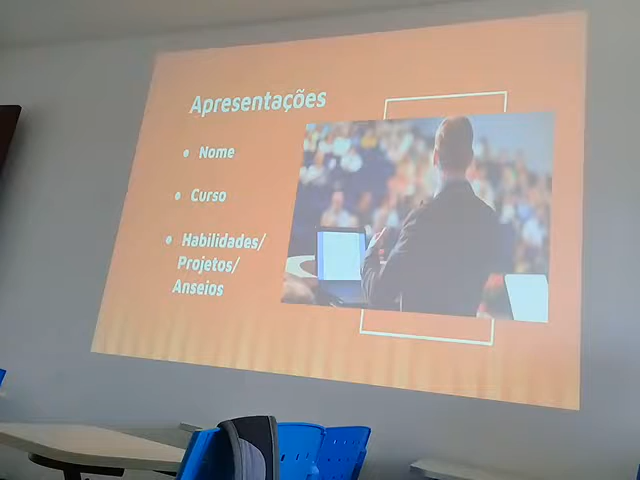 Apresentações
Nome
Curso
Habilidades/
Projetos/
Anseios